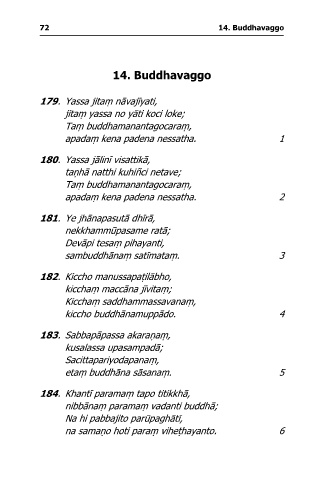 72 14. Buddhavaggo
14. Buddhavaggo
179. Yassa jitaṃ nāvajīyati,
jitaṃ yassa no yāti koci loke;
Taṃ buddhamanantagocaraṃ,
apadaṃ kena padena nessatha. 1
180. Yassa jālinī visattikā,
taṇhā natthi kuhiñci netave;
Taṃ buddhamanantagocaraṃ,
apadaṃ kena padena nessatha. 2
181. Ye jhānapasutā dhīrā,
nekkhammūpasame ratā;
Devāpi tesaṃ pihayanti,
sambuddhānaṃ satīmataṃ. 3
182. Kiccho manussapaṭilābho,
kicchaṃ maccāna jīvitaṃ;
Kicchaṃ saddhammassavanaṃ,
kiccho buddhānamuppādo. 4
183. Sabbapāpassa akaraṇaṃ,
kusalassa upasampadā;
Sacittapariyodapanaṃ,
etaṃ buddhāna sāsanaṃ. 5
184. Khantī paramaṃ tapo titikkhā,
nibbānaṃ paramaṃ vadanti buddhā;
Na hi pabbajito parūpaghātī,
na samaṇo hoti paraṃ viheṭhayanto. 6